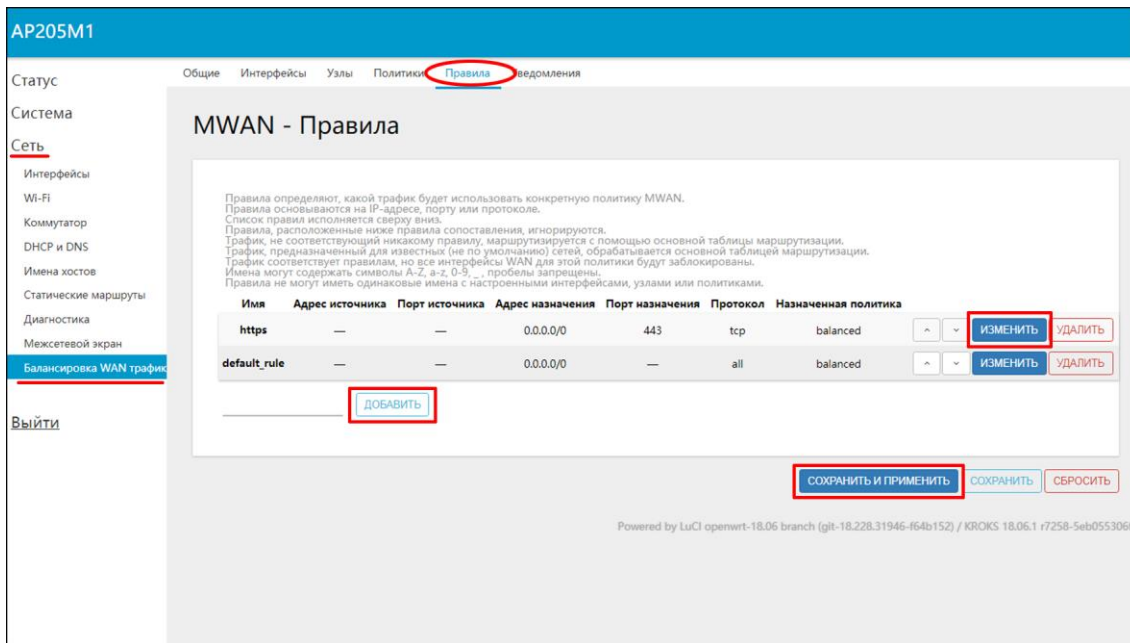 AP205M1
Общие Интерфейсы Узлы Политики Правила Уведомления
Статус
Система
Сеть
Интерфейсы
Wi-Fi
Коммутатор
DHCP и DNS
Имена хостов
Статические маршруты
Диагностика
Межсетевой экран
Балансировка WAN трафик
Выйти
MWAN - Правила
Правила определяют, какой трафик будет использовать конкретную политику MWAN.
Правила основываются на IP-адресе, порту или протоколе.
Список правил исполняется сверху вниз.
Правила, расположенные ниже правила сопоставления, игнорируются.
Трафик, не соответствующий никакому правилу, маршрутизируется с помощью основной таблицы маршрутизации.
Трафик, предназначенный для известных (не по умолчанию) сетей, обрабатывается основной таблицей маршрутизации.
Трафик соответствует правилам, но все интерфейсы WAN для этой политики будут заблокированы.
Имена могут содержать символы A-Z, a-z, 0-9, _ , пробелы запрещены.
Правила не могут иметь одинаковые имена с настроенными интерфейсами, узлами или политиками.
Имя Адрес источника Порт источника Адрес назначения Порт назначения Протокол Назначенная политика
https — — 0.0.0.0/0 443 tcp balanced ИЗМЕНИТЬ УДАЛИТЬ
default_rule — — 0.0.0.0/0 — all balanced ИЗМЕНИТЬ УДАЛИТЬ
ДОБАВИТЬ
СОХРАНИТЬ И ПРИМЕНИТЬ СОХРАНИТЬ СБРОСИТЬ
Powered by LuCI openwrt-18.06 branch (git-18.228.31946-f64b152) / KROKS 18.06.1 r7258-5eb055306